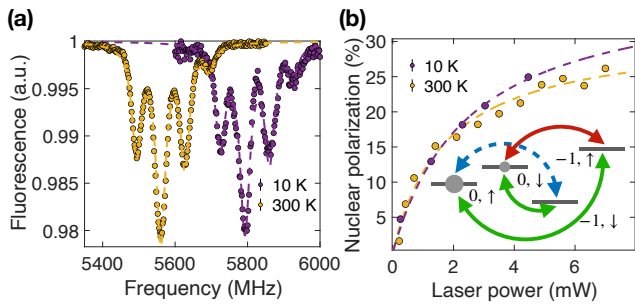 (a)
1
0.995
0.99
0.985
0.98
Fluorescence (a.u.)
10 K
300 K
5400
5600
5800
6000
Frequency (MHz)
(b)
30
25
20
15
10
5
Nuclear polarization (%)
10 K
300 K
−1, ↑
0, ↓
0, ↑
−1, ↓
0
2
4
6
Laser power (mW)